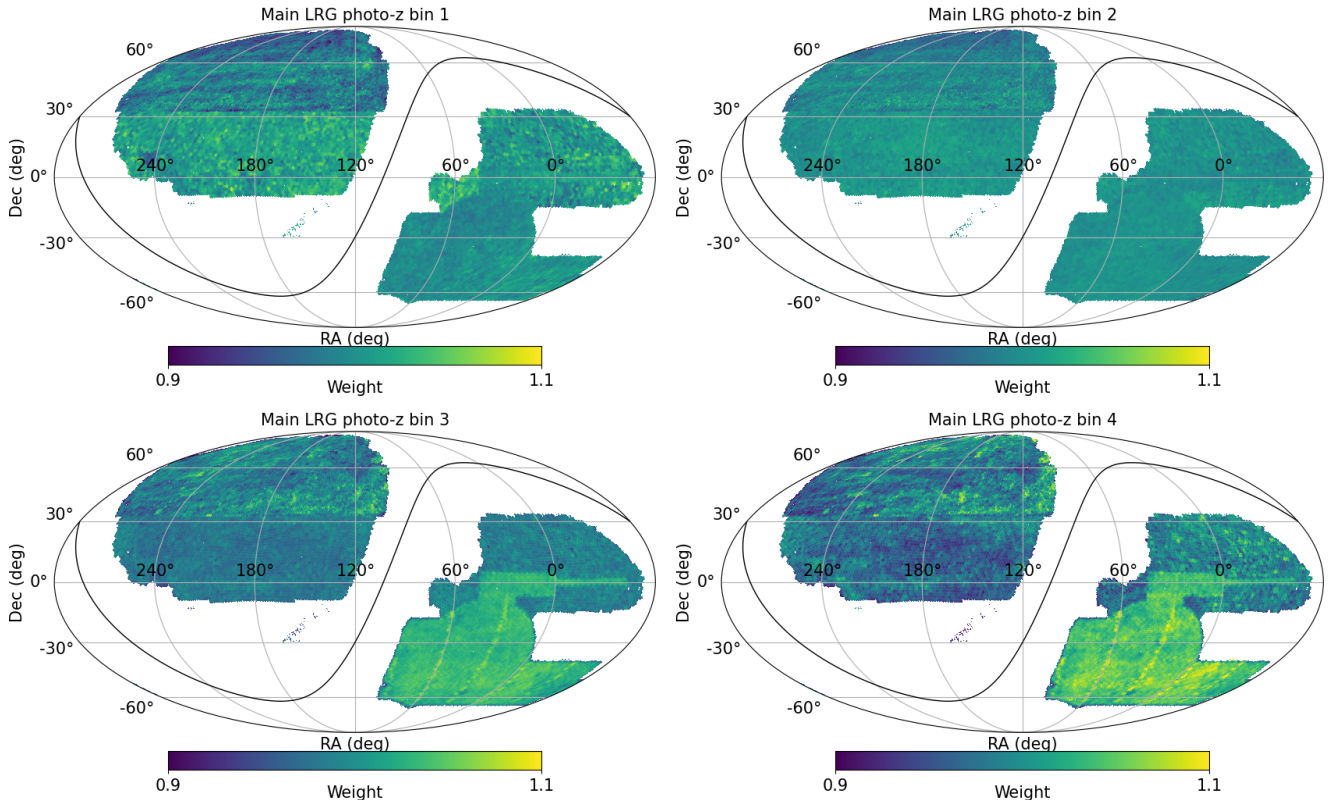 Main LRG photo-z bin 1
60°
30°
240° 180° 120° 60° 0°
0°
-30°
-60°
Dec (deg)
RA (deg)
0.9 1.1
Weight
Main LRG photo-z bin 2
60°
30°
240° 180° 120° 60° 0°
0°
-30°
-60°
Dec (deg)
RA (deg)
0.9 1.1
Weight
Main LRG photo-z bin 3
60°
30°
240° 180° 120° 60° 0°
0°
-30°
-60°
Dec (deg)
RA (deg)
0.9 1.1
Weight
Main LRG photo-z bin 4
60°
30°
240° 180° 120° 60° 0°
0°
-30°
-60°
Dec (deg)
RA (deg)
0.9 1.1
Weight